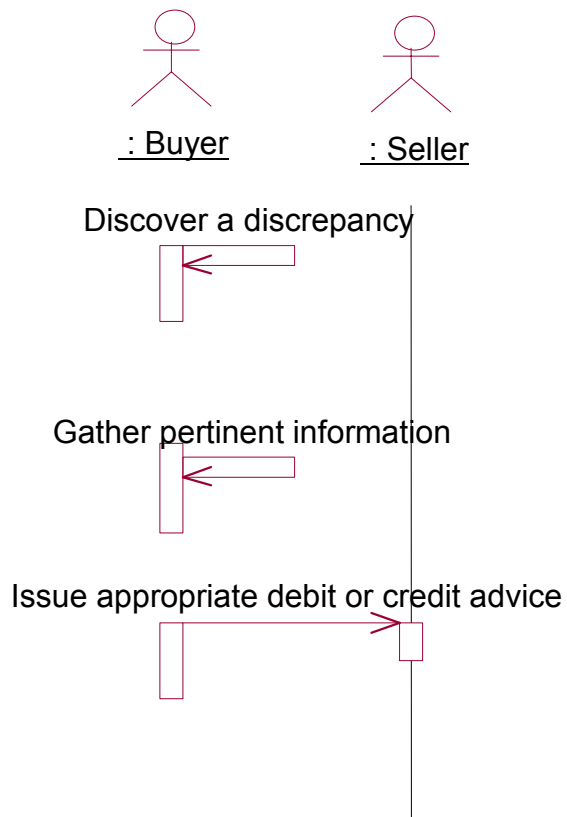 : Buyer
: Seller
Discover a discrepancy
Gather pertinent information
Issue appropriate debit or credit advice